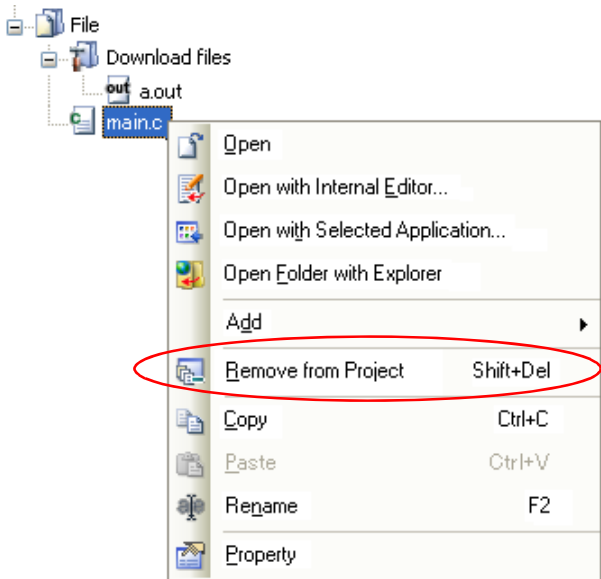 File
Download files
out a.out
main.c
Open
Open with Internal Editor...
Open with Selected Application...
Open Folder with Explorer
Add
Remove from Project Shift+Del
Copy Ctrl+C
Paste Ctrl+V
Rename F2
Property